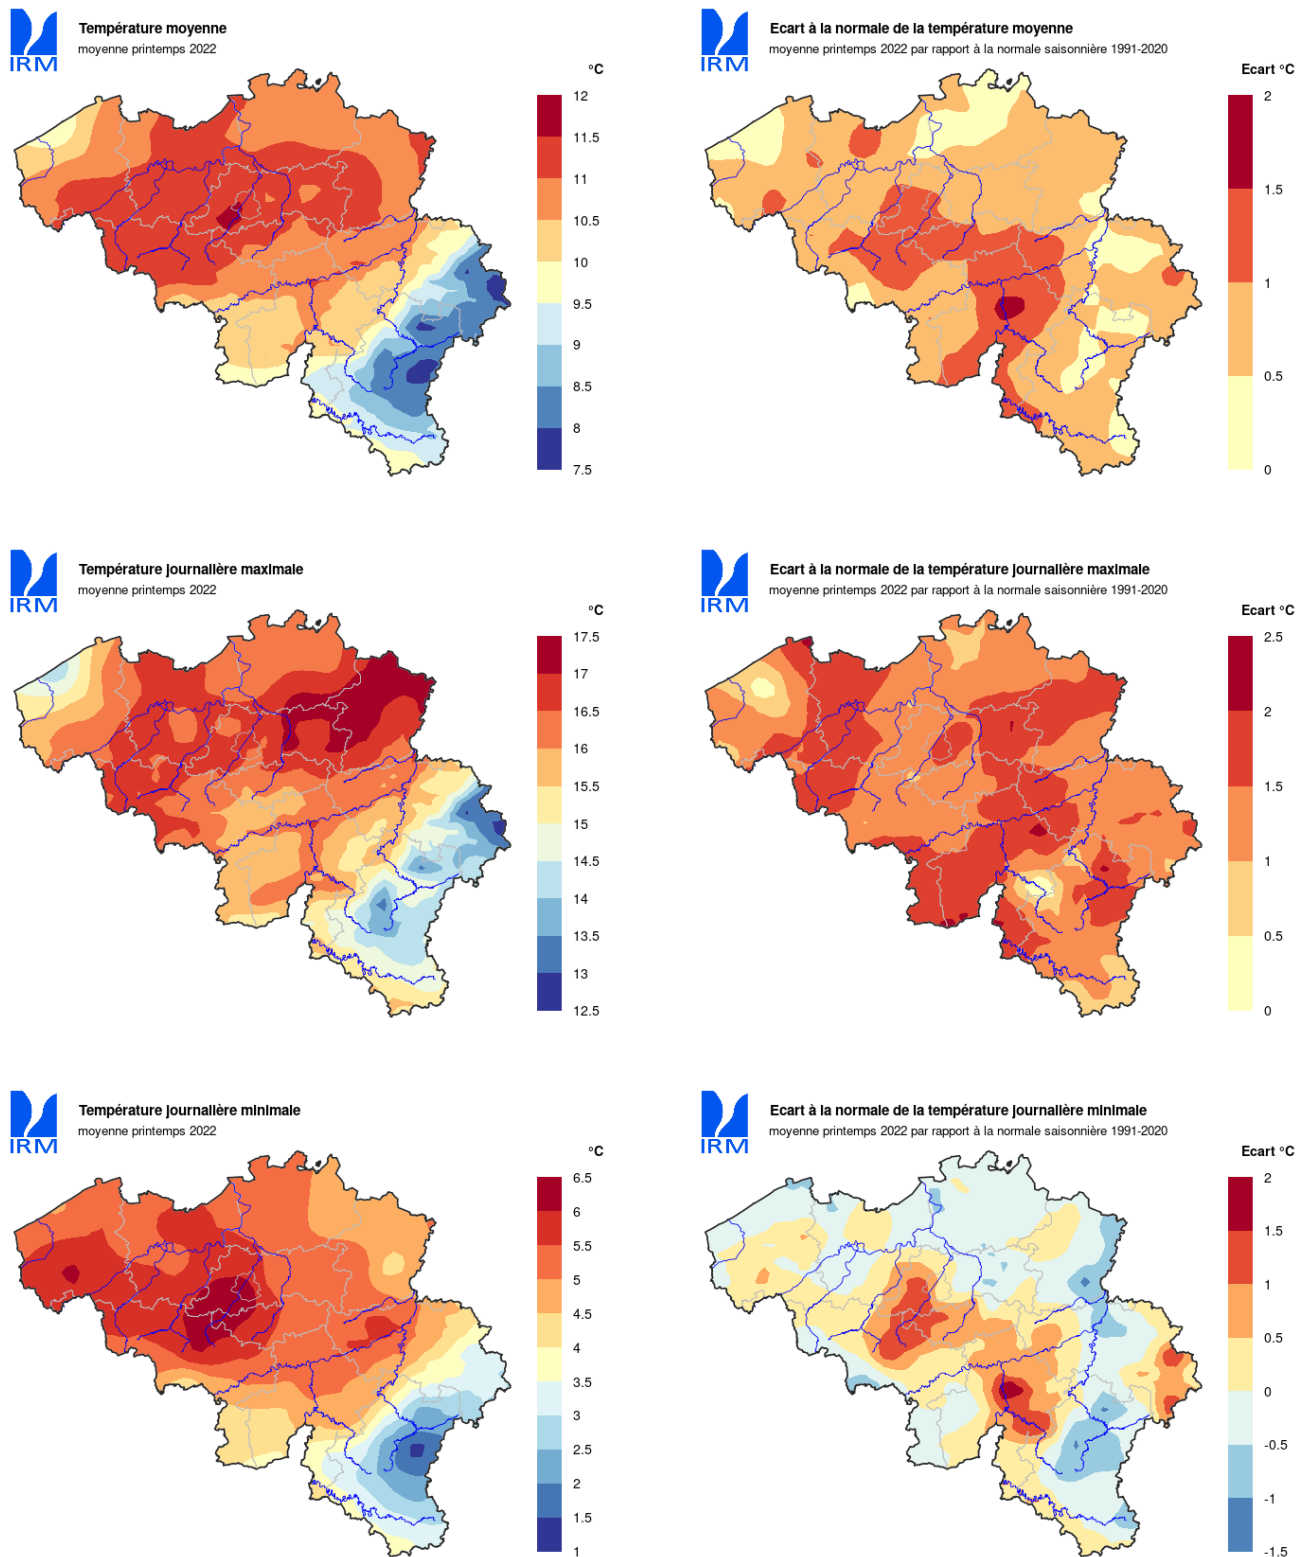 IRM
Température moyenne
moyenne printemps 2022
°C
12
11.5
11
10.5
10
9.5
9
8.5
8
7.5
IRM
Ecart à la normale de la température moyenne
moyenne printemps 2022 par rapport à la normale saisonnière 1991-2020
Ecart °C
2
1.5
1
0.5
0
IRM
Température journalière maximale
moyenne printemps 2022
°C
17.5
17
16.5
16
15.5
15
14.5
14
13.5
13
12.5
IRM
Ecart à la normale de la température journalière maximale
moyenne printemps 2022 par rapport à la normale saisonnière 1991-2020
Ecart °C
2.5
2
1.5
1
0.5
0
IRM
Température journalière minimale
moyenne printemps 2022
°C
6.5
6
5.5
5
4.5
4
3.5
3
2.5
2
1.5
1
IRM
Ecart à la normale de la température journalière minimale
moyenne printemps 2022 par rapport à la normale saisonnière 1991-2020
Ecart °C
2
1.5
1
0.5
0
-0.5
-1
-1.5